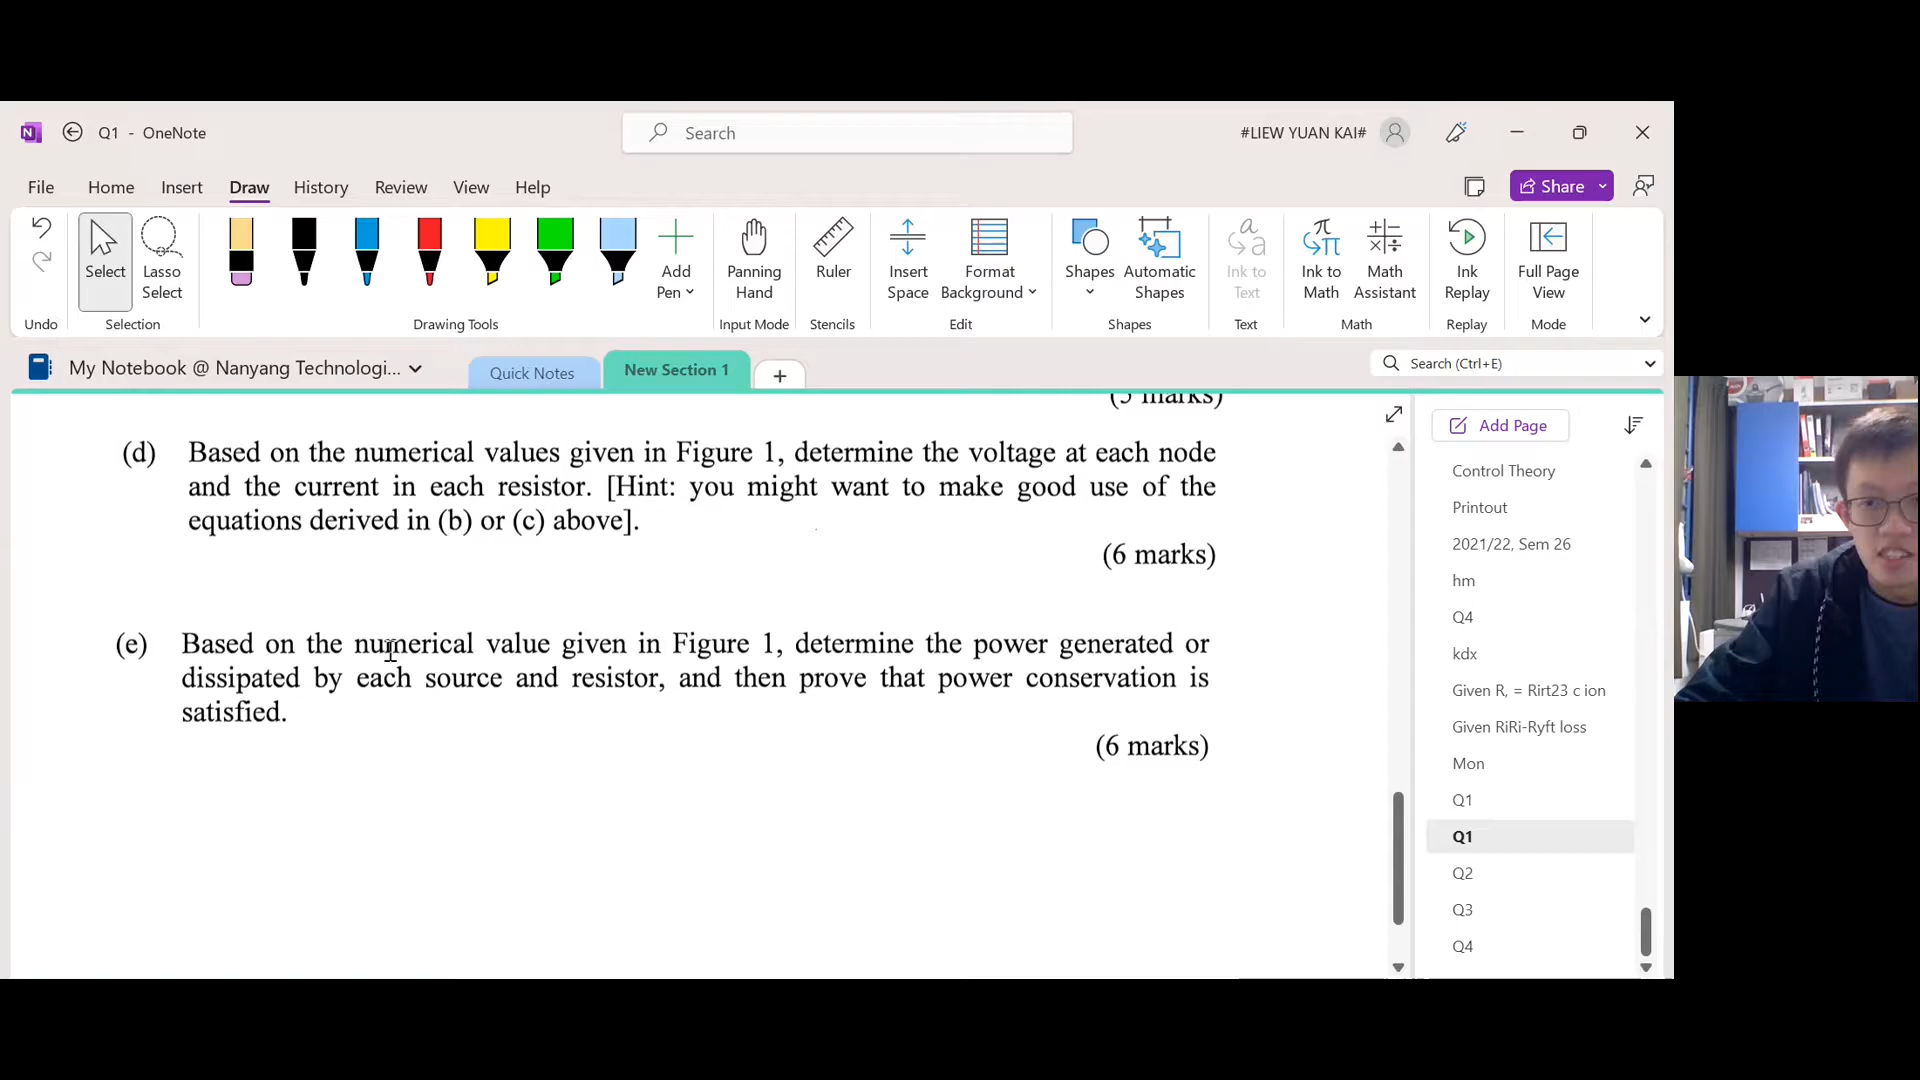 Q1 - OneNote
Search
#LIEW YUAN KAI#
File Home Insert Draw History Review View Help
Share
Select
Lasso Select
Add Pen
Panning Hand
Ruler
Insert Space
Format Background
Shapes
Automatic Shapes
Ink to Text
Ink to Math
Math Assistant
Ink Replay
Full Page View
Undo Selection Drawing Tools Input Mode Stencils Edit Shapes Text Math Replay Mode
My Notebook @ Nanyang Technologi...
Quick Notes
New Section 1
Search (Ctrl+E)
(5 marks)
(d) Based on the numerical values given in Figure 1, determine the voltage at each node
and the current in each resistor. [Hint: you might want to make good use of the
equations derived in (b) or (c) above].
(6 marks)
(e) Based on the numerical value given in Figure 1, determine the power generated or
dissipated by each source and resistor, and then prove that power conservation is
satisfied.
(6 marks)
Add Page
Control Theory
Printout
2021/22, Sem 26
hm
Q4
kdx
Given R, = Rirt23 c ion
Given RiRi-Ryft loss
Mon
Q1
Q1
Q2
Q3
Q4